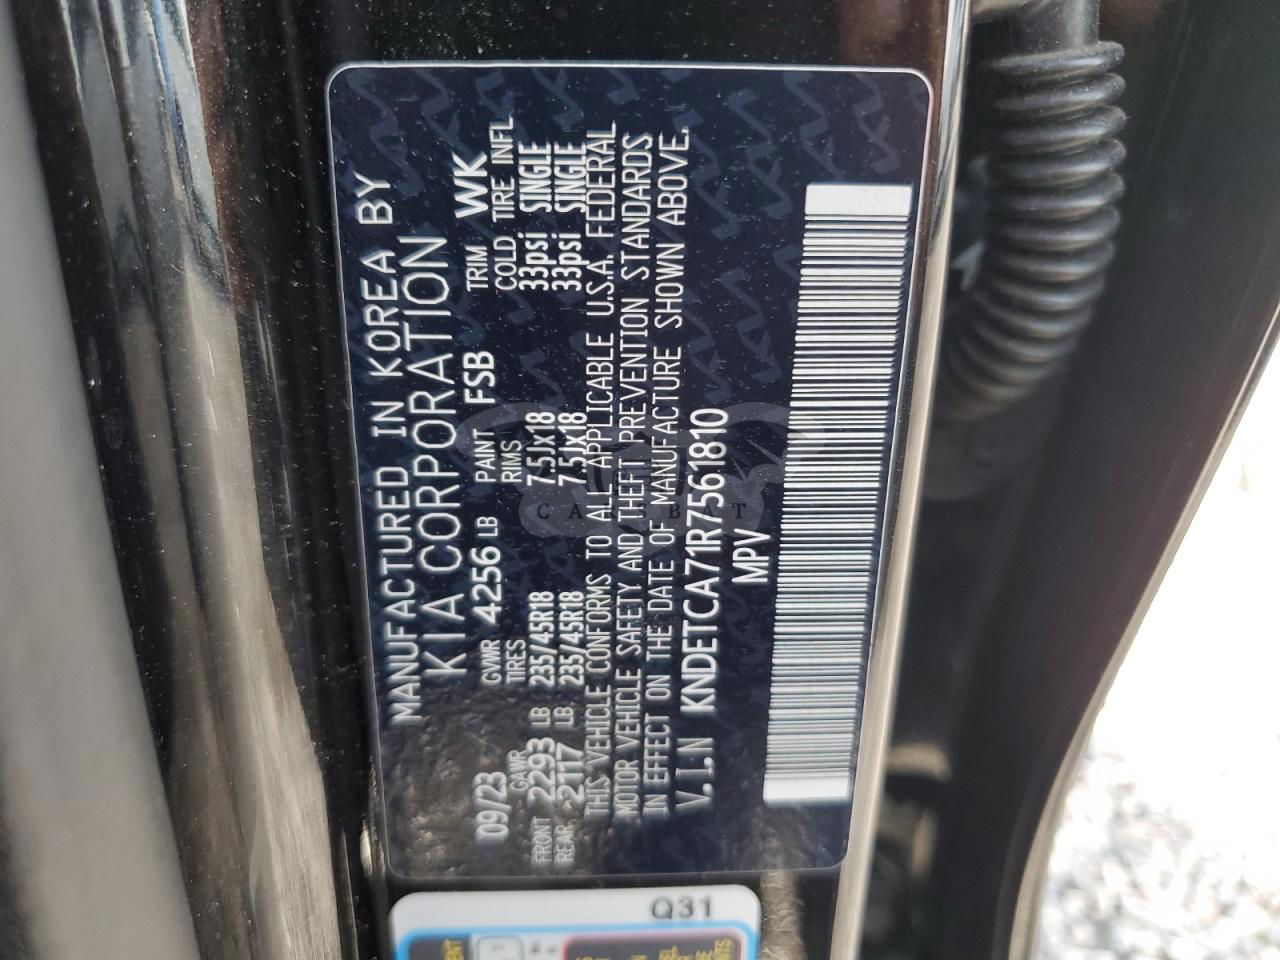 MANUFACTURED IN KOREA BY
KIA CORPORATION
09/23 GVWR 4256 LB PAINT FSB TRIM WK
GAWR TIRES RIMS COLD TIRE INFL
FRONT 2293 LB 235/45R18 7.5Jx18 33psi SINGLE
REAR 2117 LB 235/45R18 7.5Jx18 33psi SINGLE
THIS VEHICLE CONFORMS TO ALL APPLICABLE U.S.A. FEDERAL
MOTOR VEHICLE SAFETY AND THEFT PREVENTION STANDARDS
IN EFFECT ON THE DATE OF MANUFACTURE SHOWN ABOVE.
V.I.N KNDETCA71R7561810
MPV
Q31